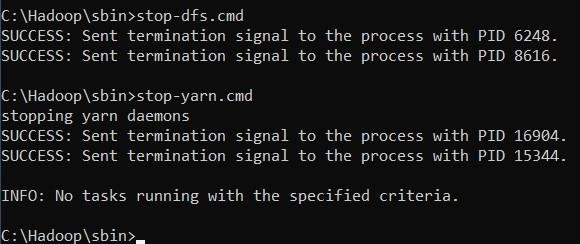 C:\Hadoop\sbin>stop-dfs.cmd
SUCCESS: Sent termination signal to the process with PID 6248.
SUCCESS: Sent termination signal to the process with PID 8616.
C:\Hadoop\sbin>stop-yarn.cmd
stopping yarn daemons
SUCCESS: Sent termination signal to the process with PID 16904.
SUCCESS: Sent termination signal to the process with PID 15344.
INFO: No tasks running with the specified criteria.
C:\Hadoop\sbin>